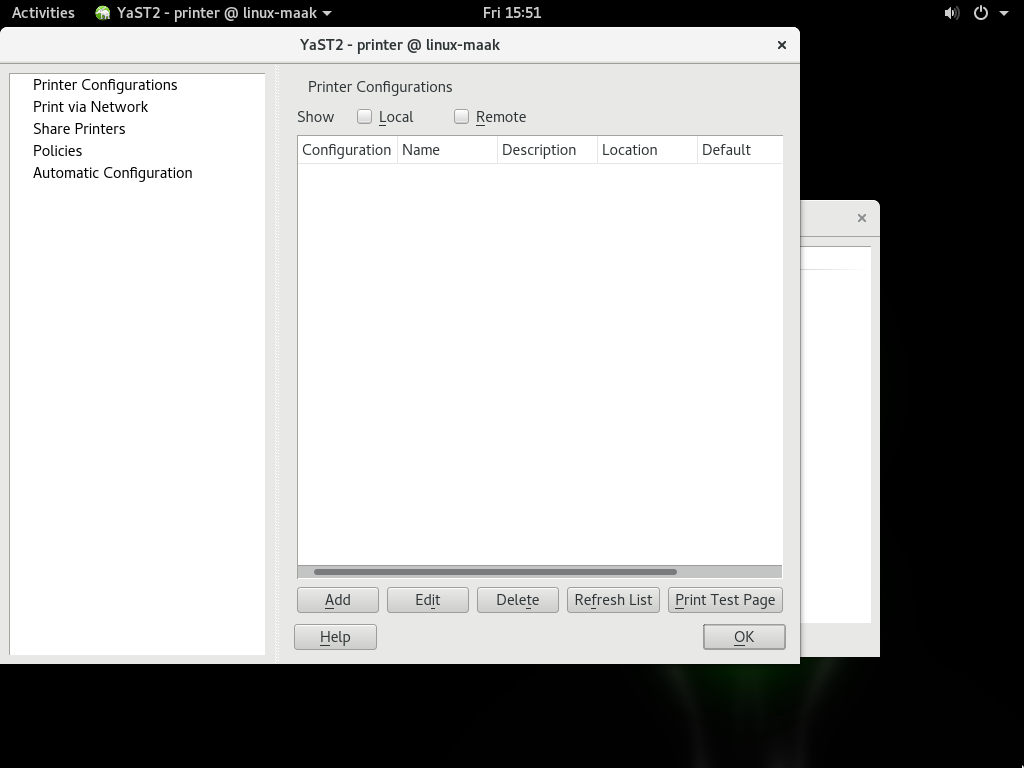 Activities YaST2 - printer @ linux-maak Fri 15:51
YaST2 - printer @ linux-maak
Printer Configurations
Print via Network
Share Printers
Policies
Automatic Configuration
Printer Configurations
Show Local Remote
Configuration Name Description Location Default
Add Edit Delete Refresh List Print Test Page
Help OK